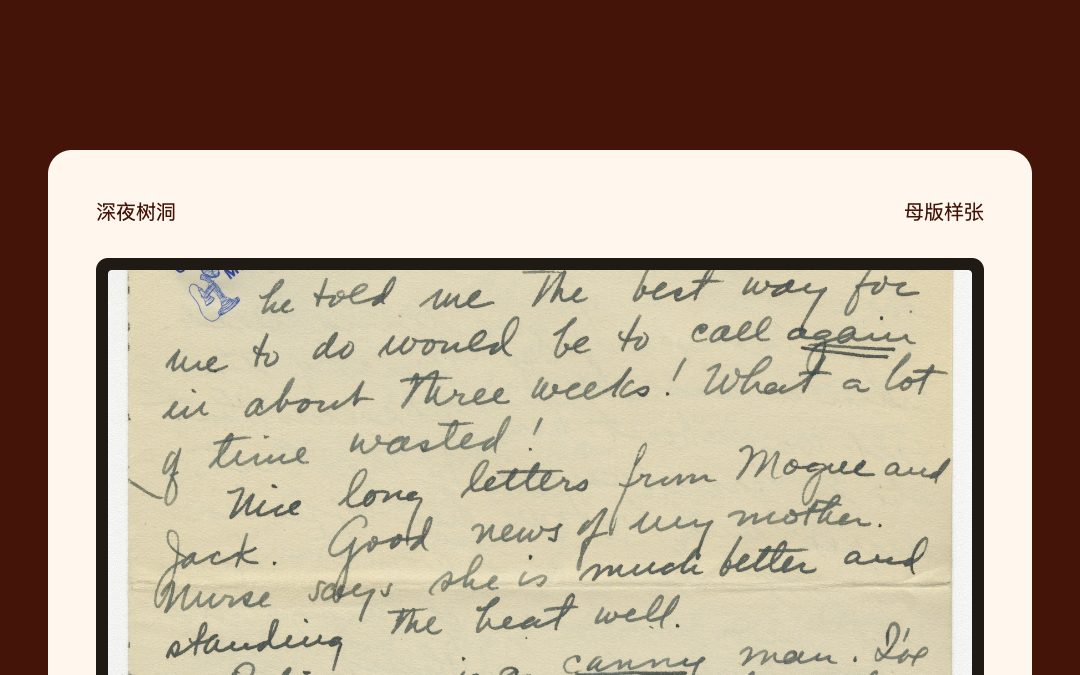 深夜树洞
母版样张
he told me the best way for
me to do would be to call again
in about three weeks! What a lot
of time wasted!
Nice long letters from Mogue and
Jack. Good news of my mother.
Nurse says she is much better and
standing the heat well.
canny man. I've